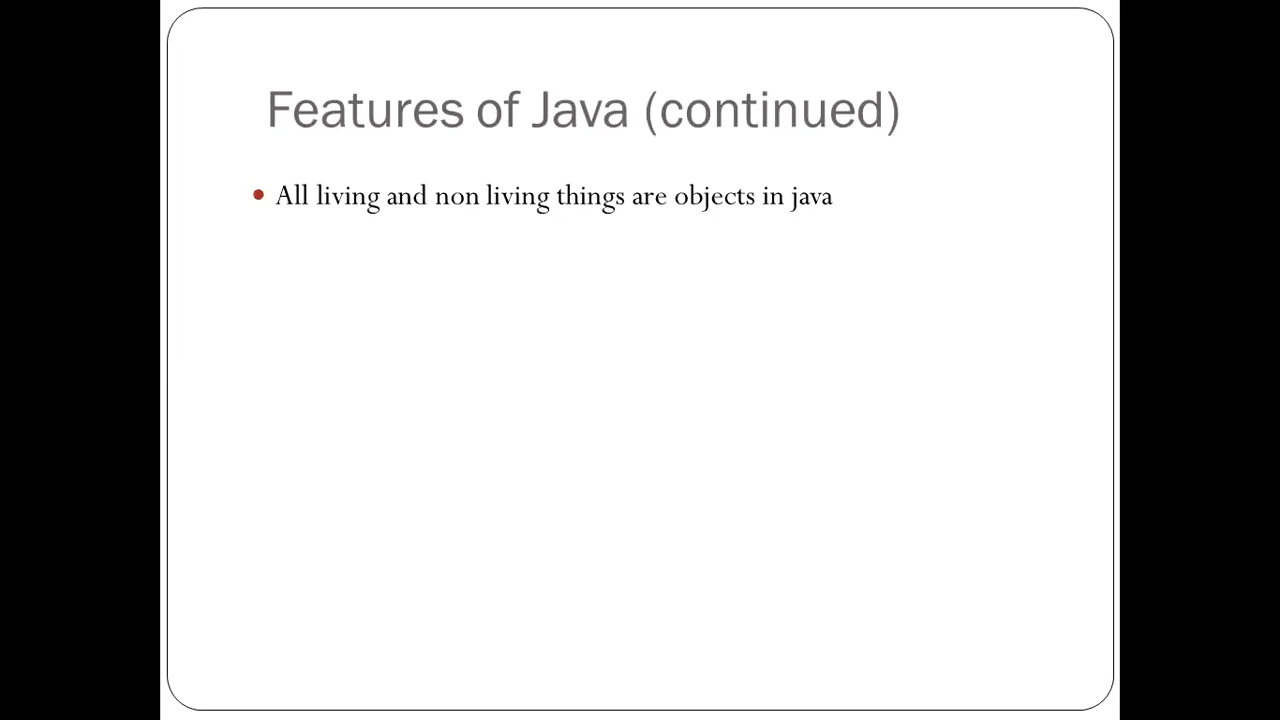 Features of Java (continued)
• All living and non living things are objects in java